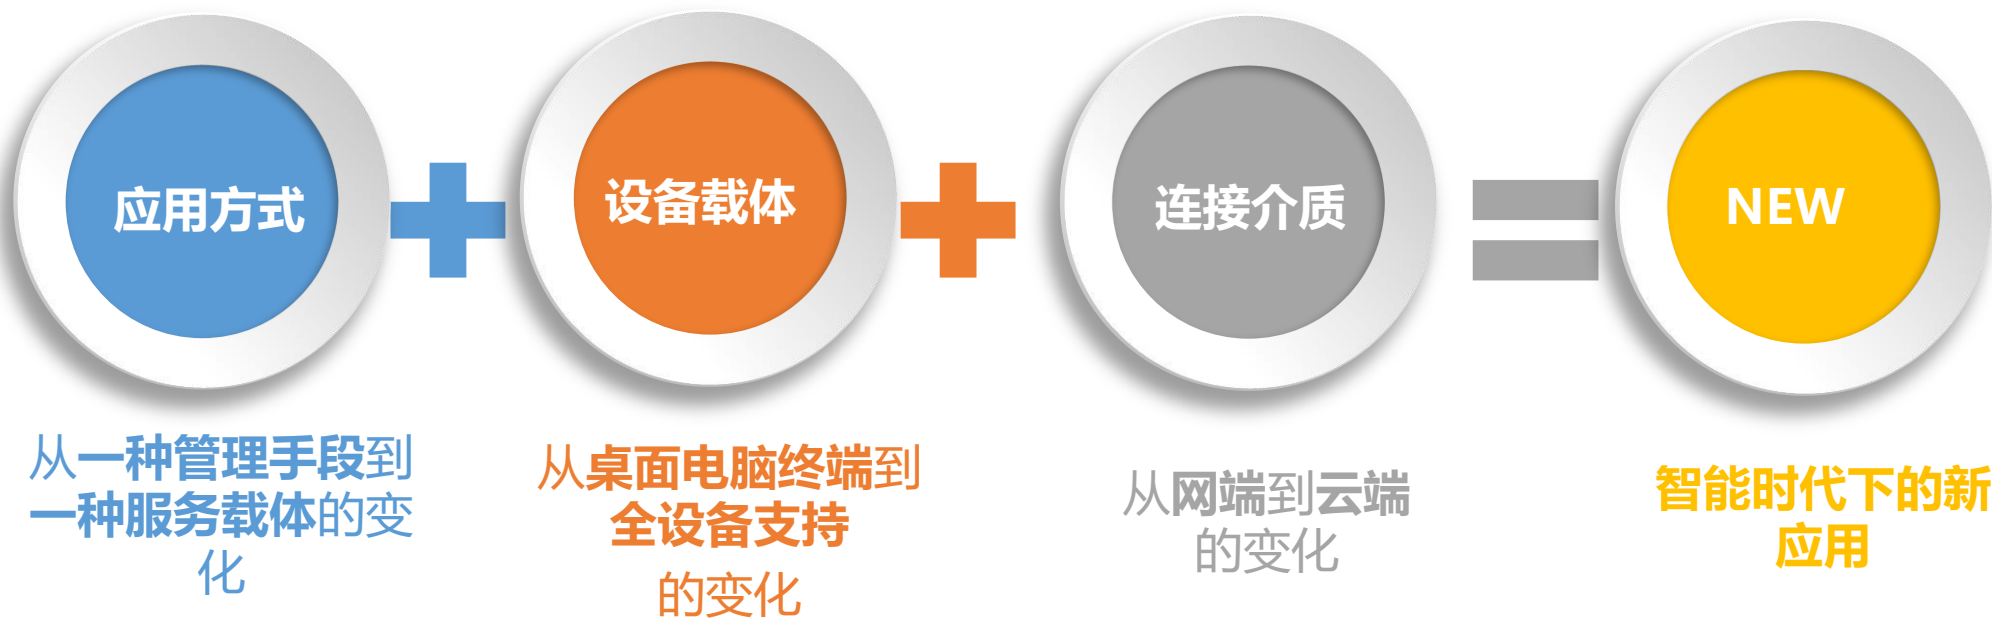 应用方式
设备载体
连接介质
NEW
从一种管理手段到
一种服务载体的变
化
从桌面电脑终端到
全设备支持
的变化
从网端到云端
的变化
智能时代下的新
应用